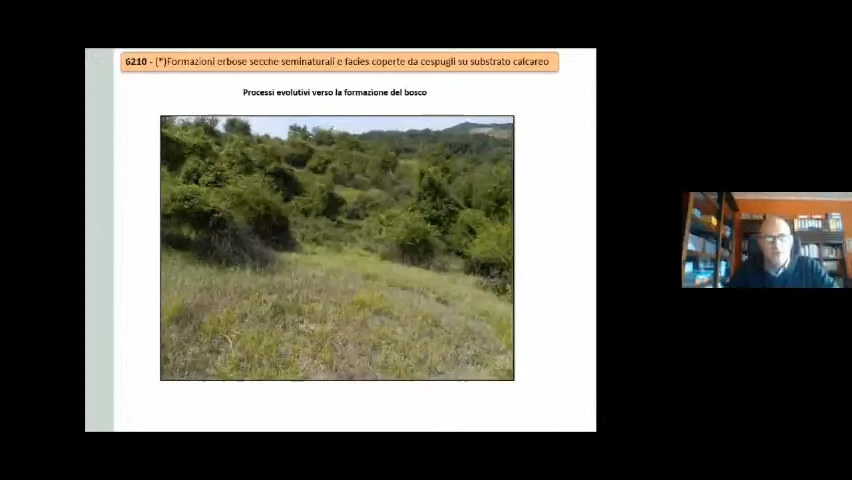 6210 - (*)Formazioni erbose secche seminaturali e facies coperte da cespugli su substrato calcareo
Processi evolutivi verso la formazione del bosco